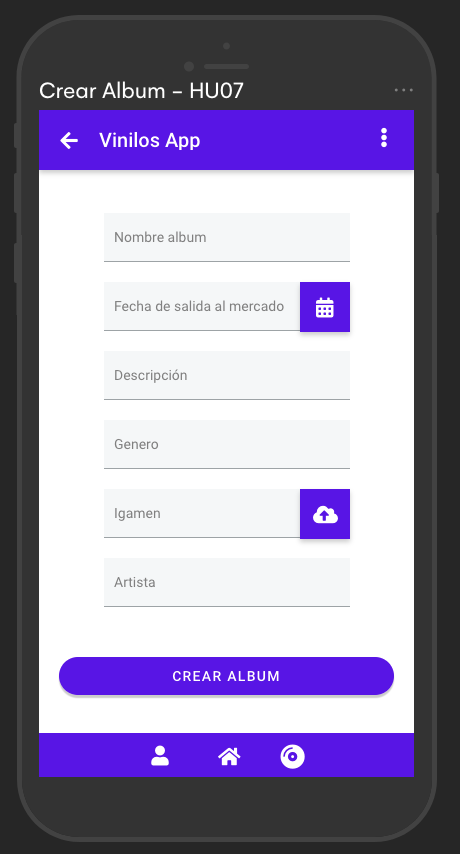 Crear Album – HU07
Vinilos App
Nombre album
Fecha de salida al mercado
Descripción
Genero
Igamen
Artista
CREAR ALBUM